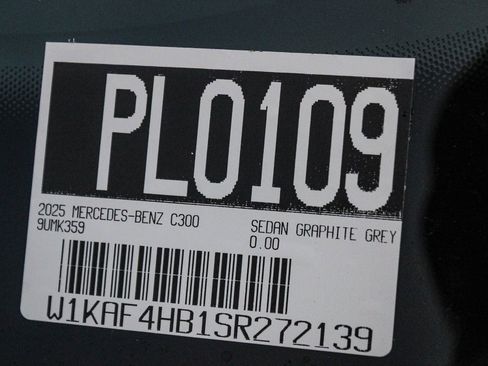 PL0109
2025 MERCEDES-BENZ C300 SEDAN GRAPHITE GREY
9UMK359 0.00
W1KAF4HB1SR272139